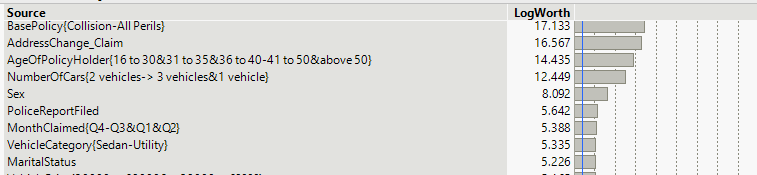 Source LogWorth
BasePolicy{Collision-All Perils} 17.133
AddressChange_Claim 16.567
AgeOfPolicyHolder{16 to 30&31 to 35&36 to 40-41 to 50&above 50} 14.435
NumberOfCars{2 vehicles-> 3 vehicles&1 vehicle} 12.449
Sex 8.092
PoliceReportFiled 5.642
MonthClaimed{Q4-Q3&Q1&Q2} 5.388
VehicleCategory{Sedan-Utility} 5.335
MaritalStatus 5.226